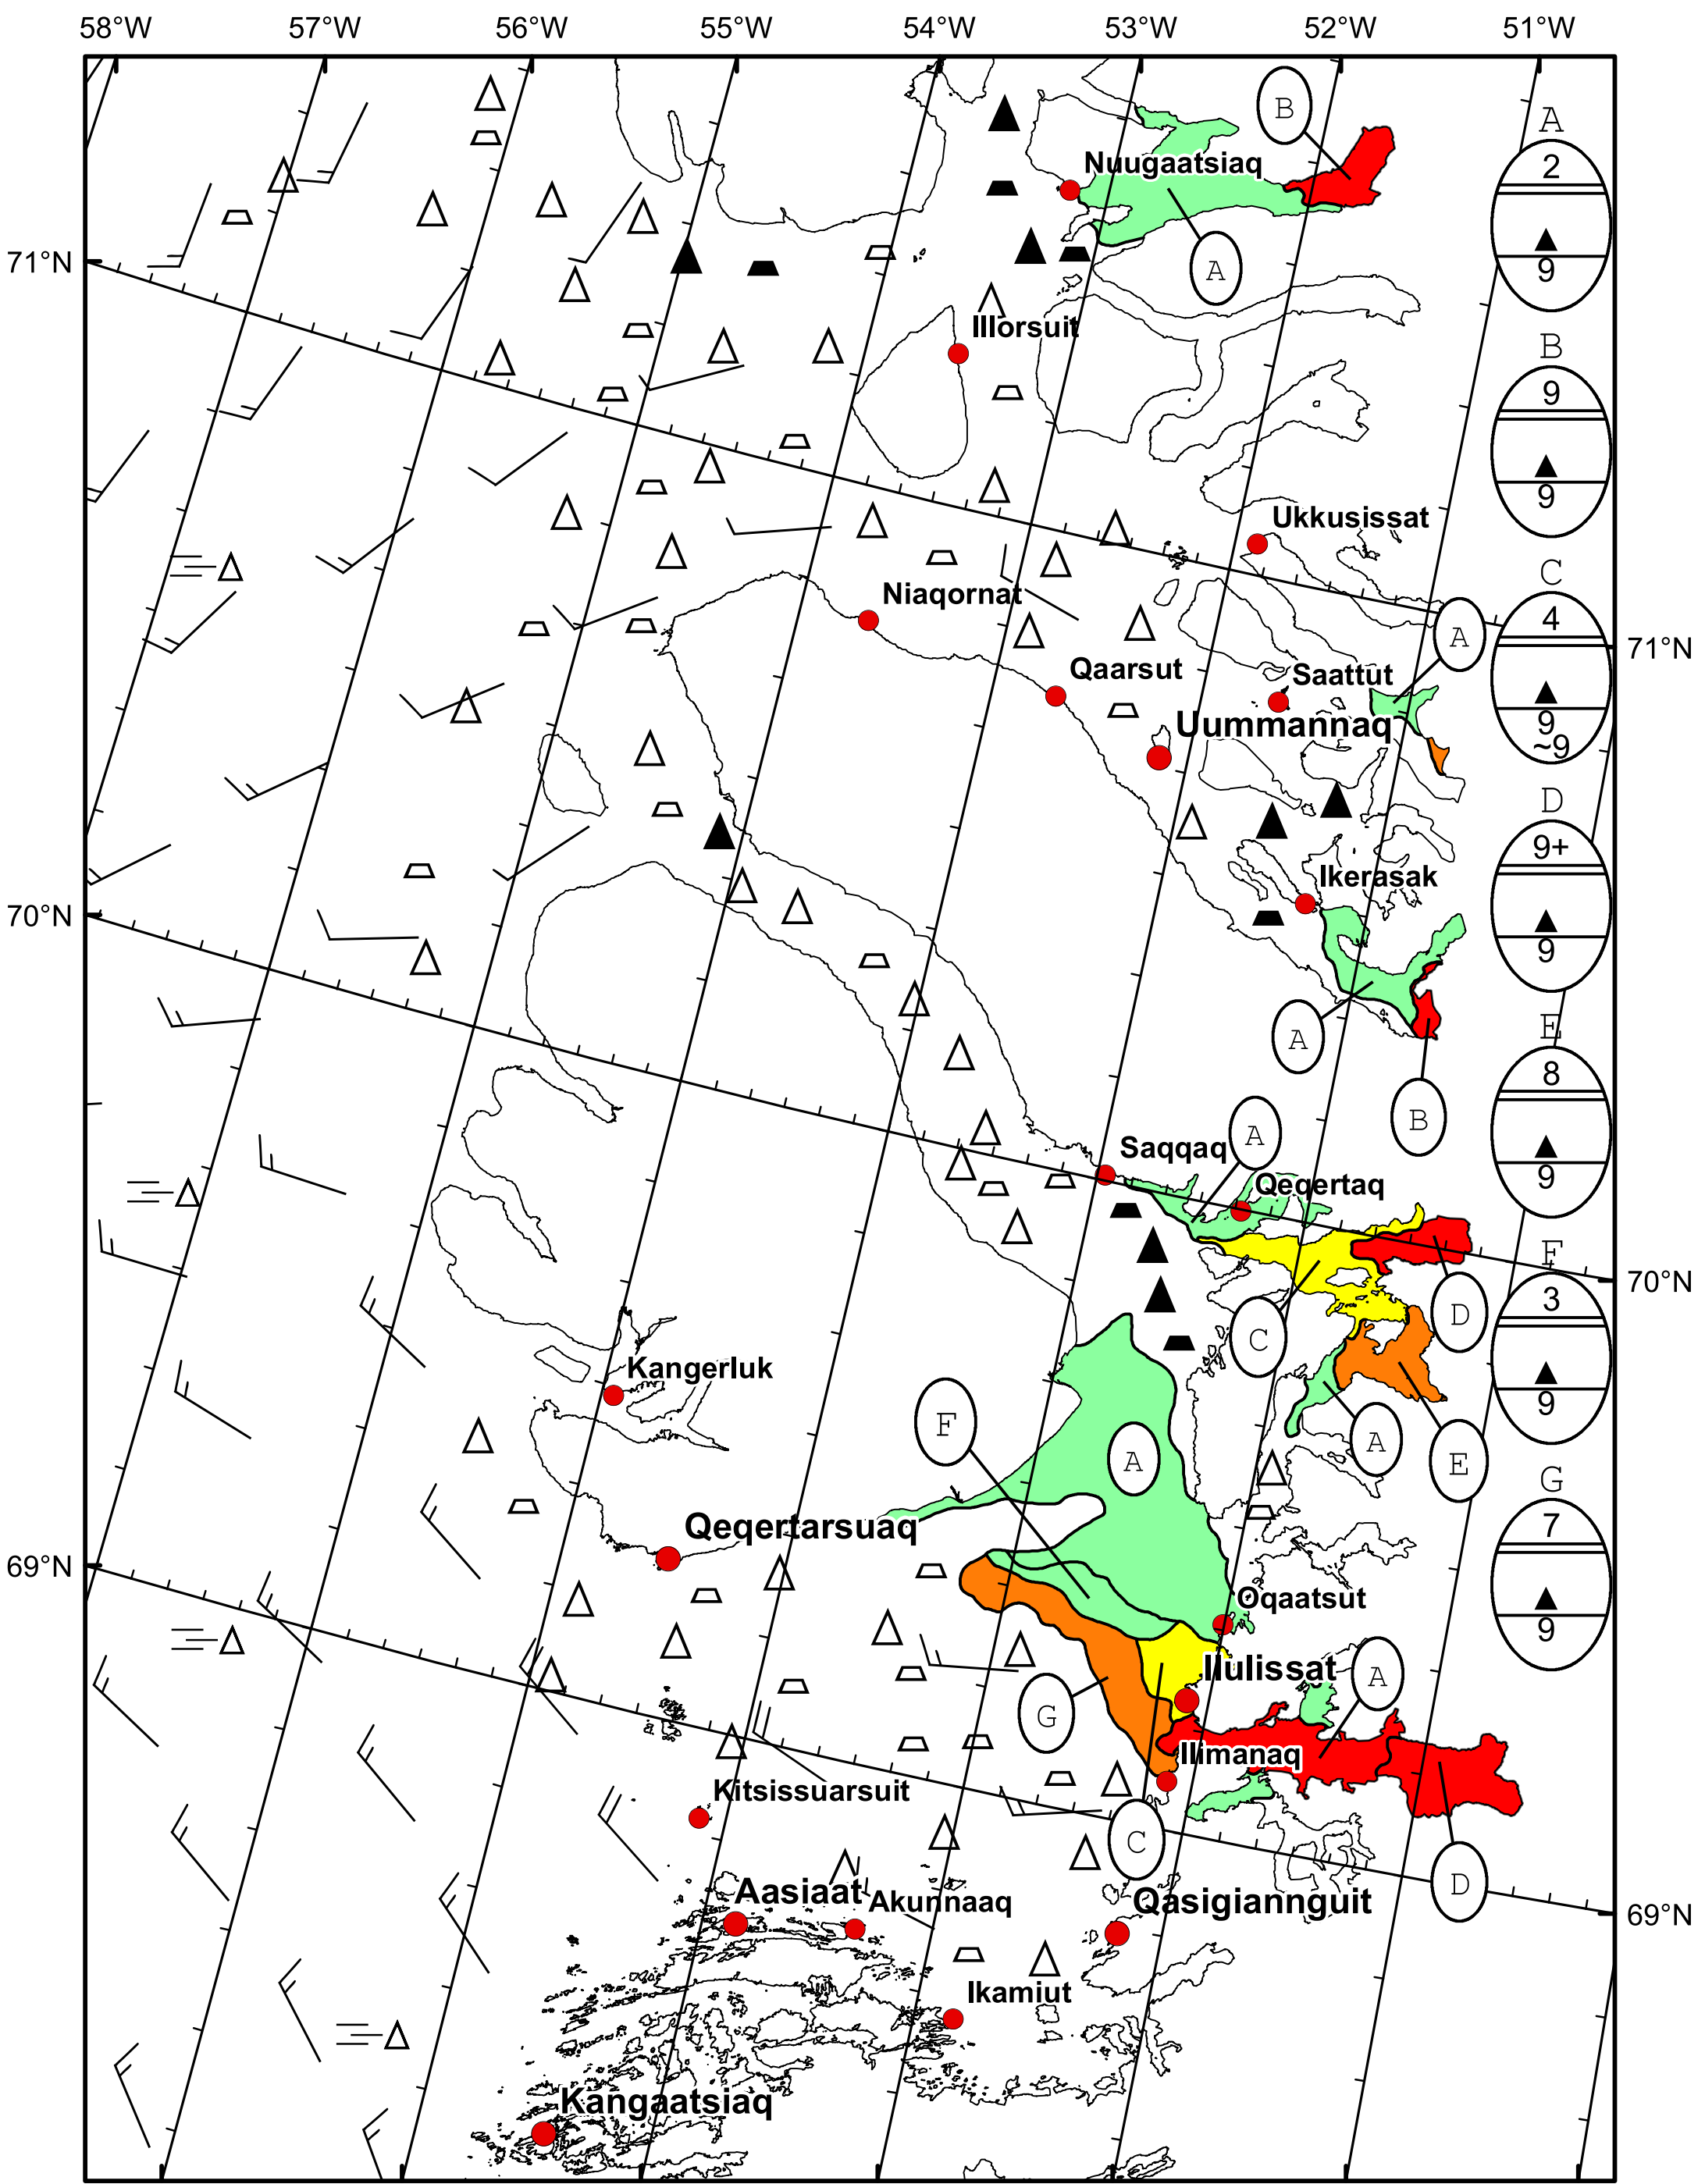 58°W 57°W 56°W 55°W 54°W 53°W 52°W 51°W
B
A
2
9
Nuugaatsiaq
A
71°N
Illorsuit
B
9
9
Ukkusissat
Niaqornat
A
C
4
9
~9
71°N
Qaarsut
Saattut
Uummannaq
D
9+
9
Ikerasak
70°N
A
B
E
8
9
A
Saqqaq
Qeqertaq
F
3
9
70°N
D
C
Kangerluk
F
A
A
E
G
7
9
Qeqertarsuaq
69°N
Oqaatsut
Ilulissat
A
G
Ilimanaq
Kitsissuarsuit
C
D
Aasiaat
Akunnaaq
Qasigiannguit
69°N
Ikamiut
Kangaatsiaq